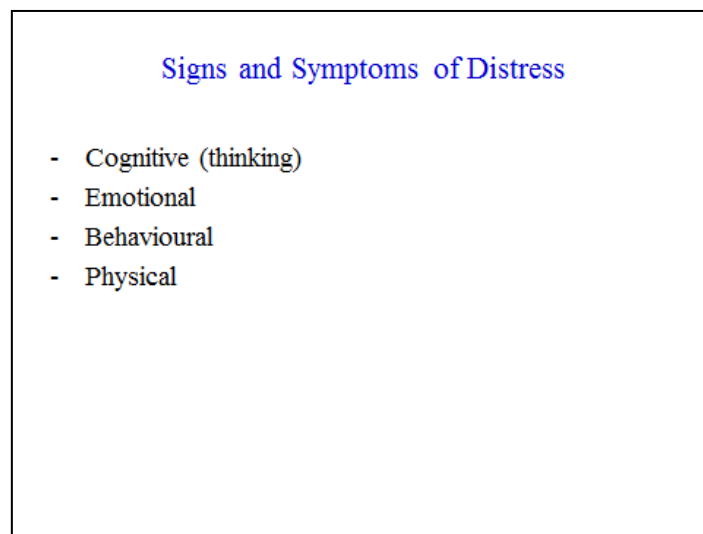 Signs and Symptoms of Distress
- Cognitive (thinking)
- Emotional
- Behavioural
- Physical